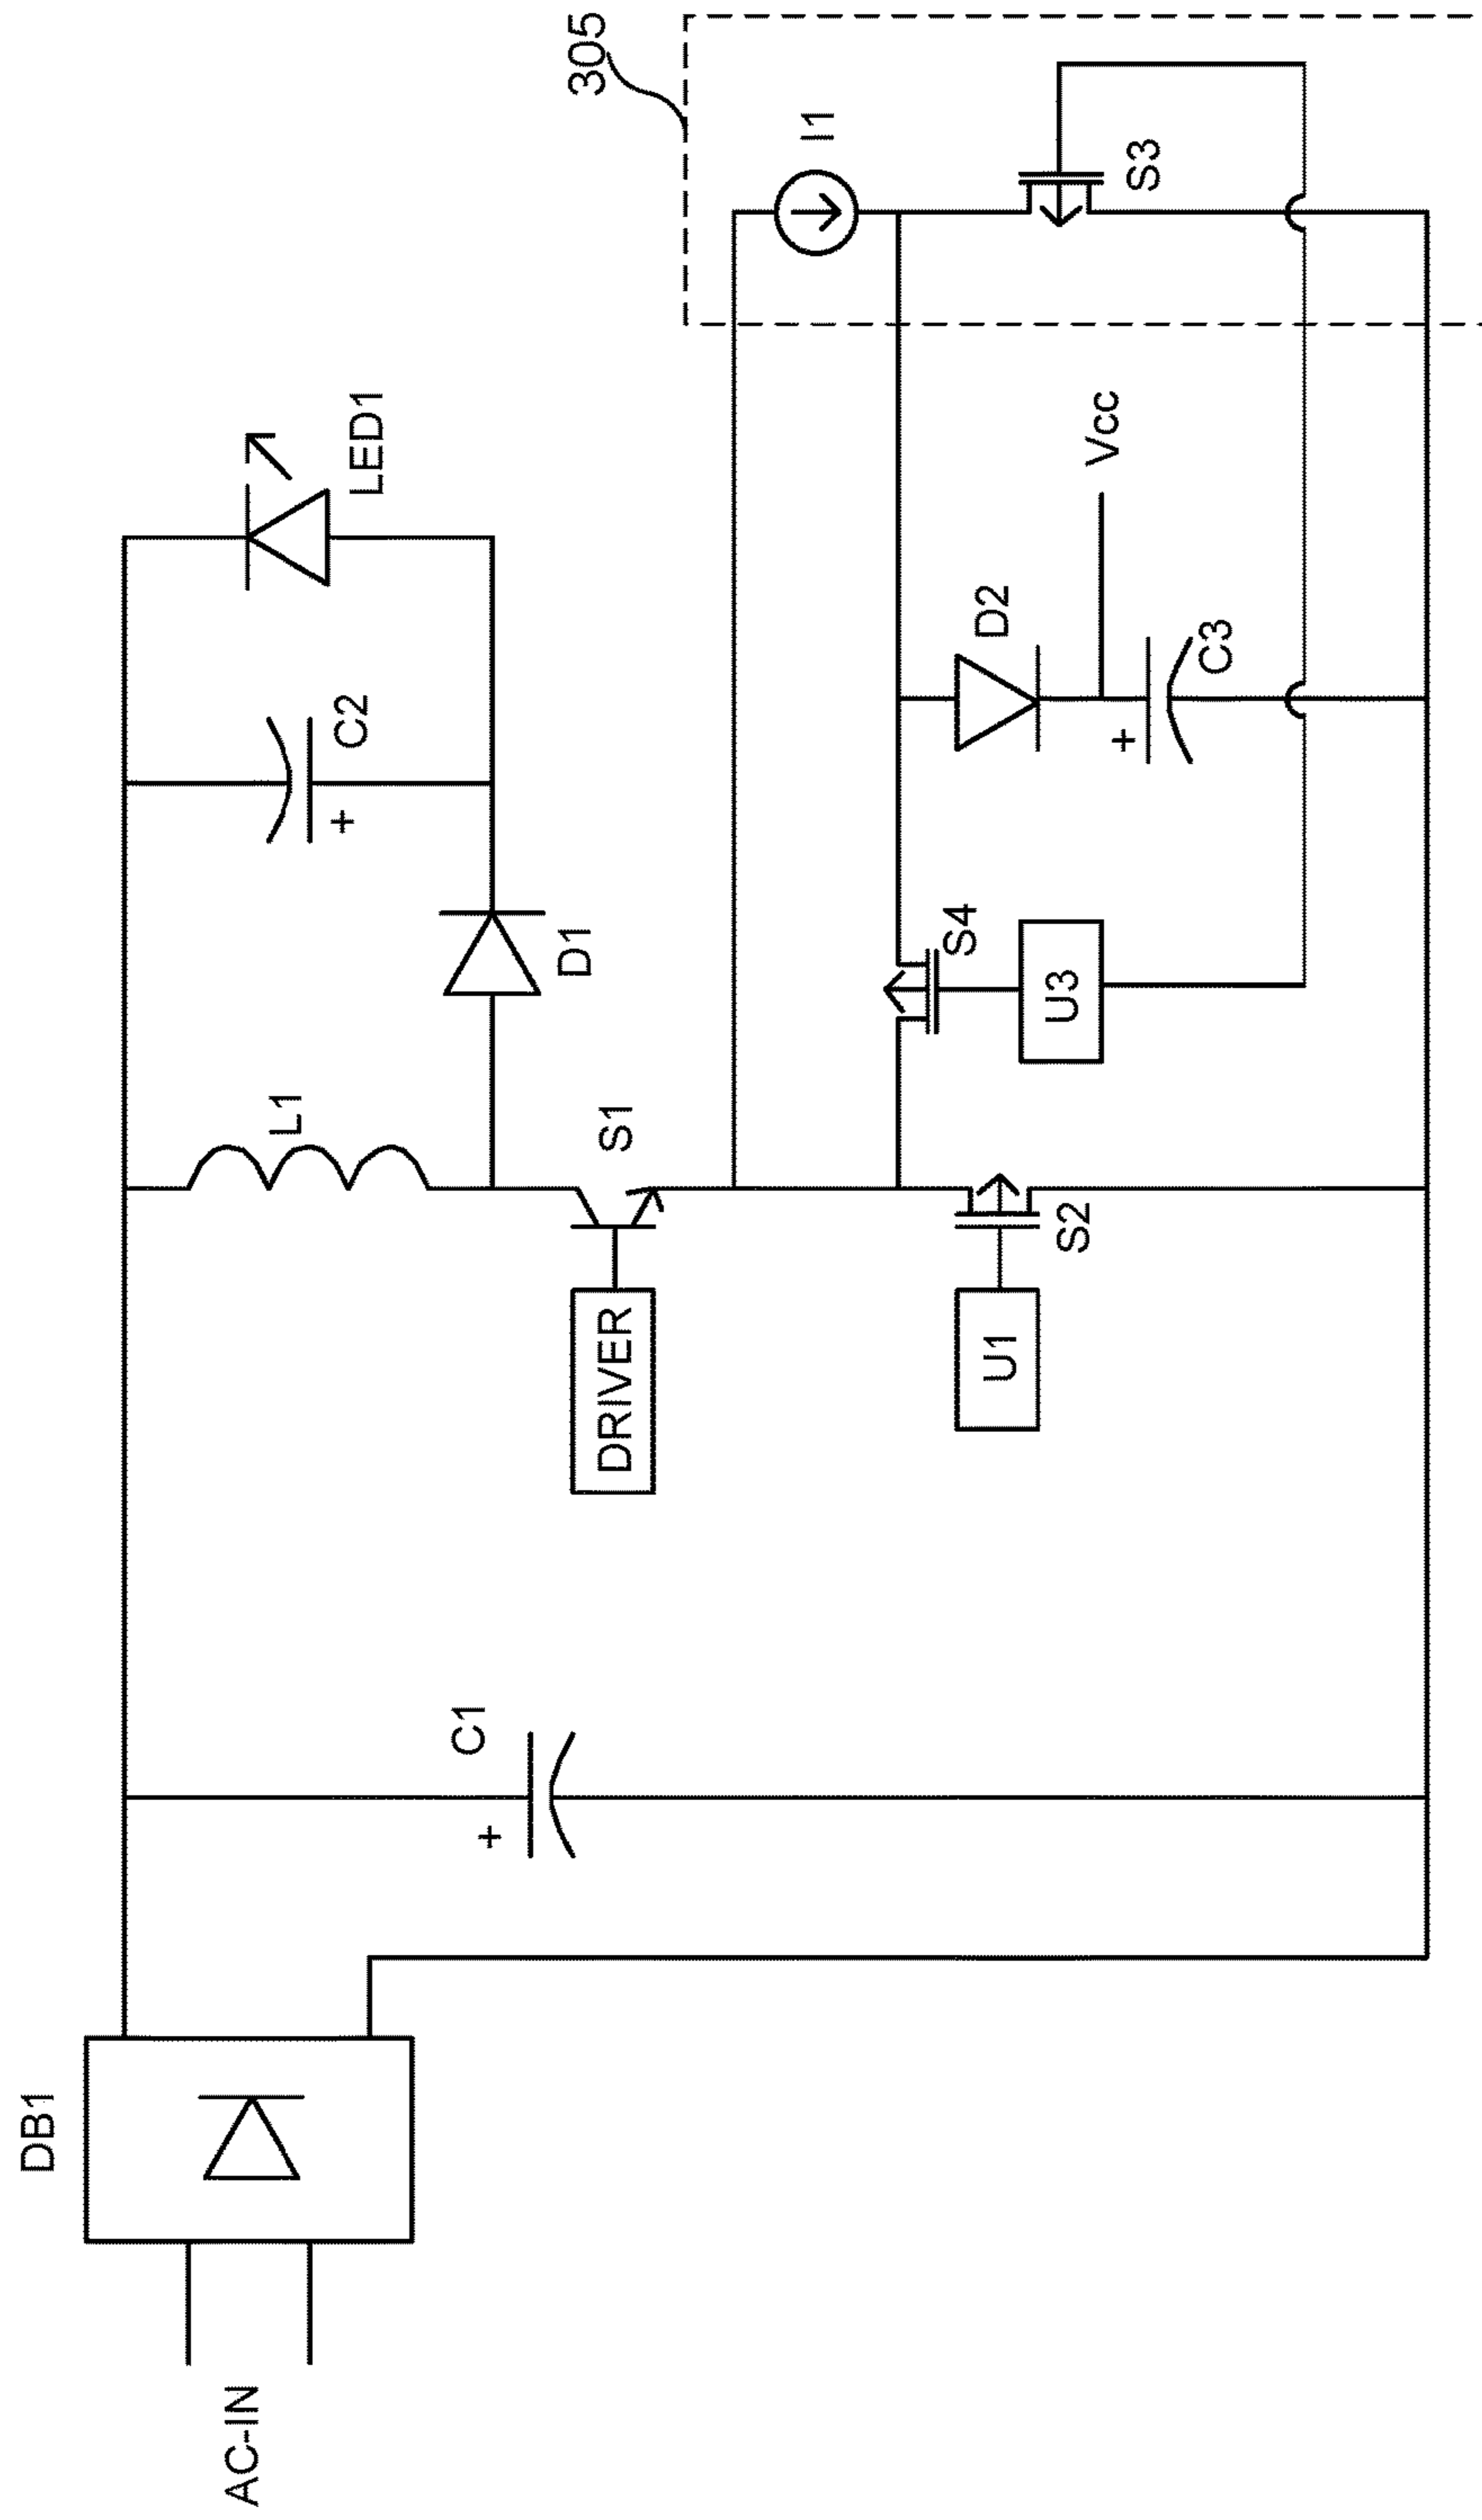 AC-IN
DB1
C1
+
L1
DRIVER
S1
U1
S2
D1
C2
+
LED1
S4
U3
D2
+
C3
Vcc
305
I1
S3